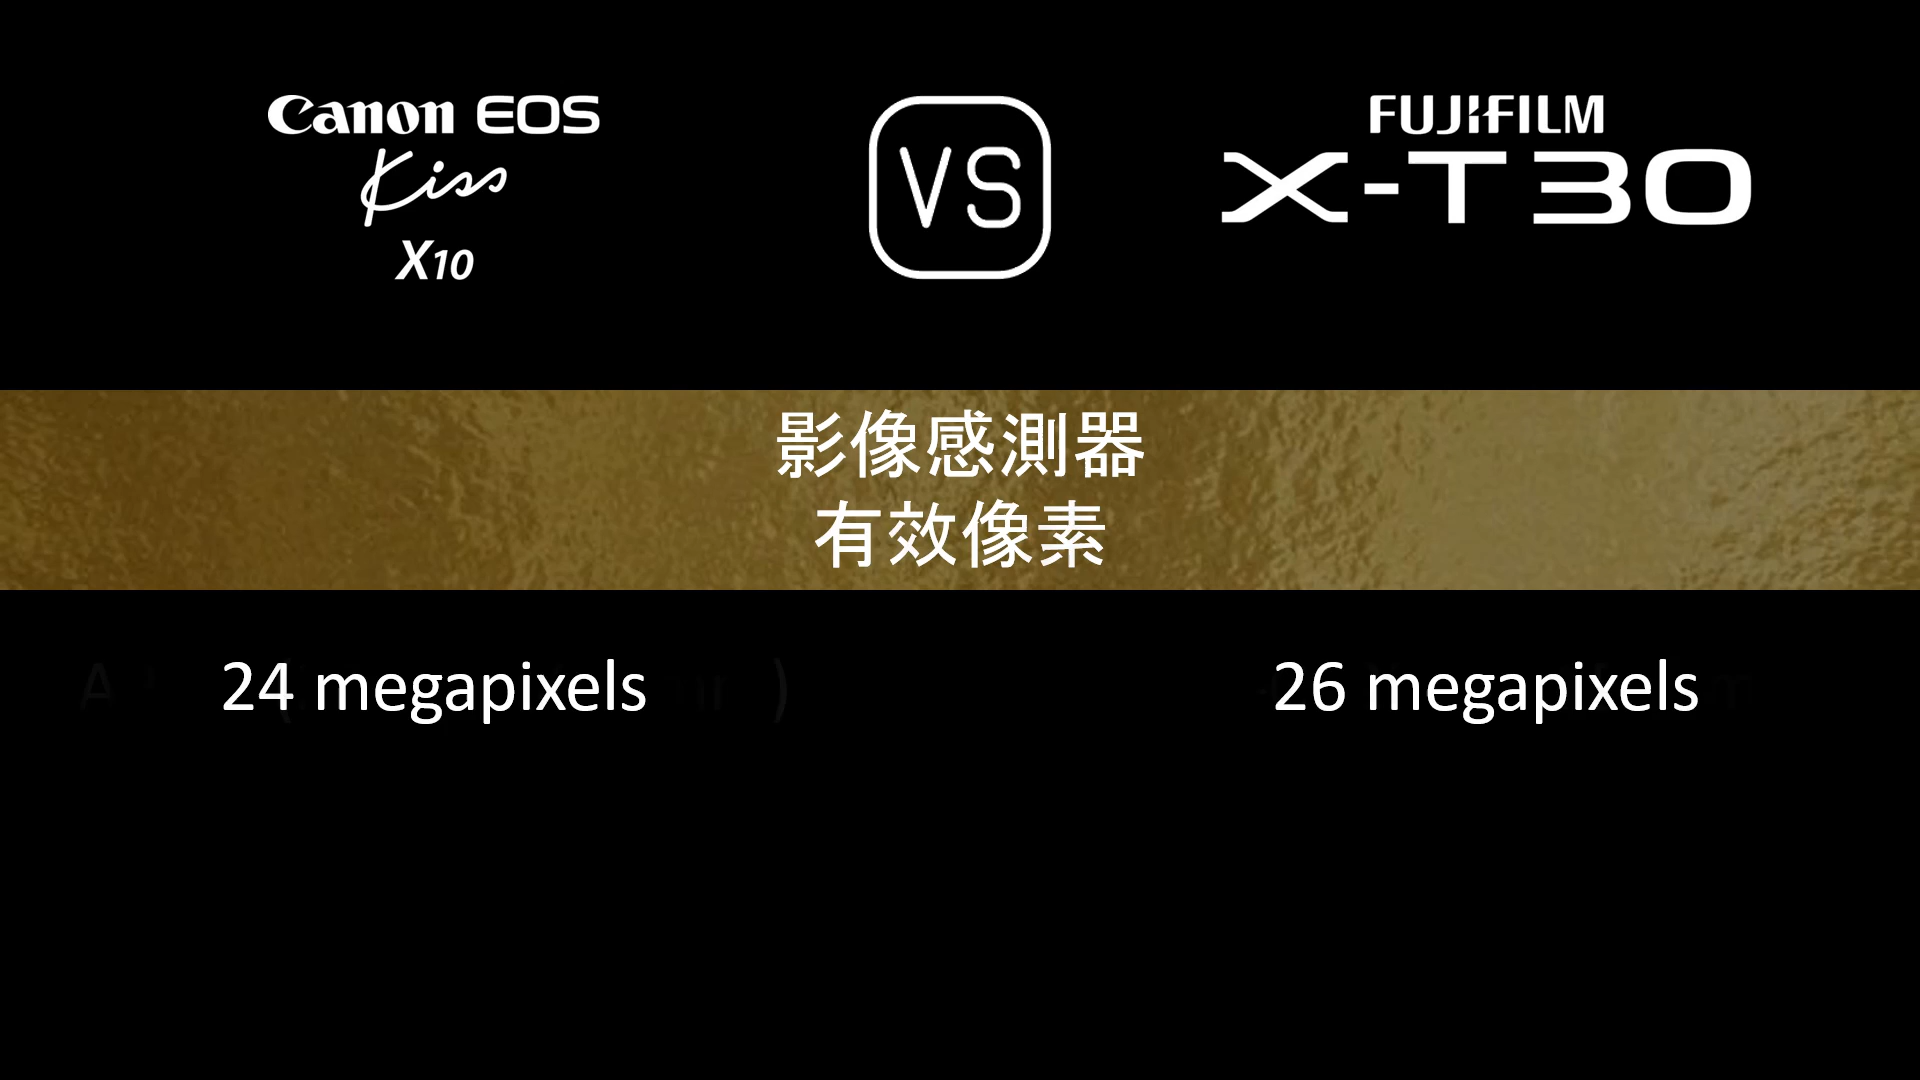 Canon EOS
Kiss
X10
VS
FUJIFILM
X-T30
影像感測器
有效像素
24 megapixels
26 megapixels